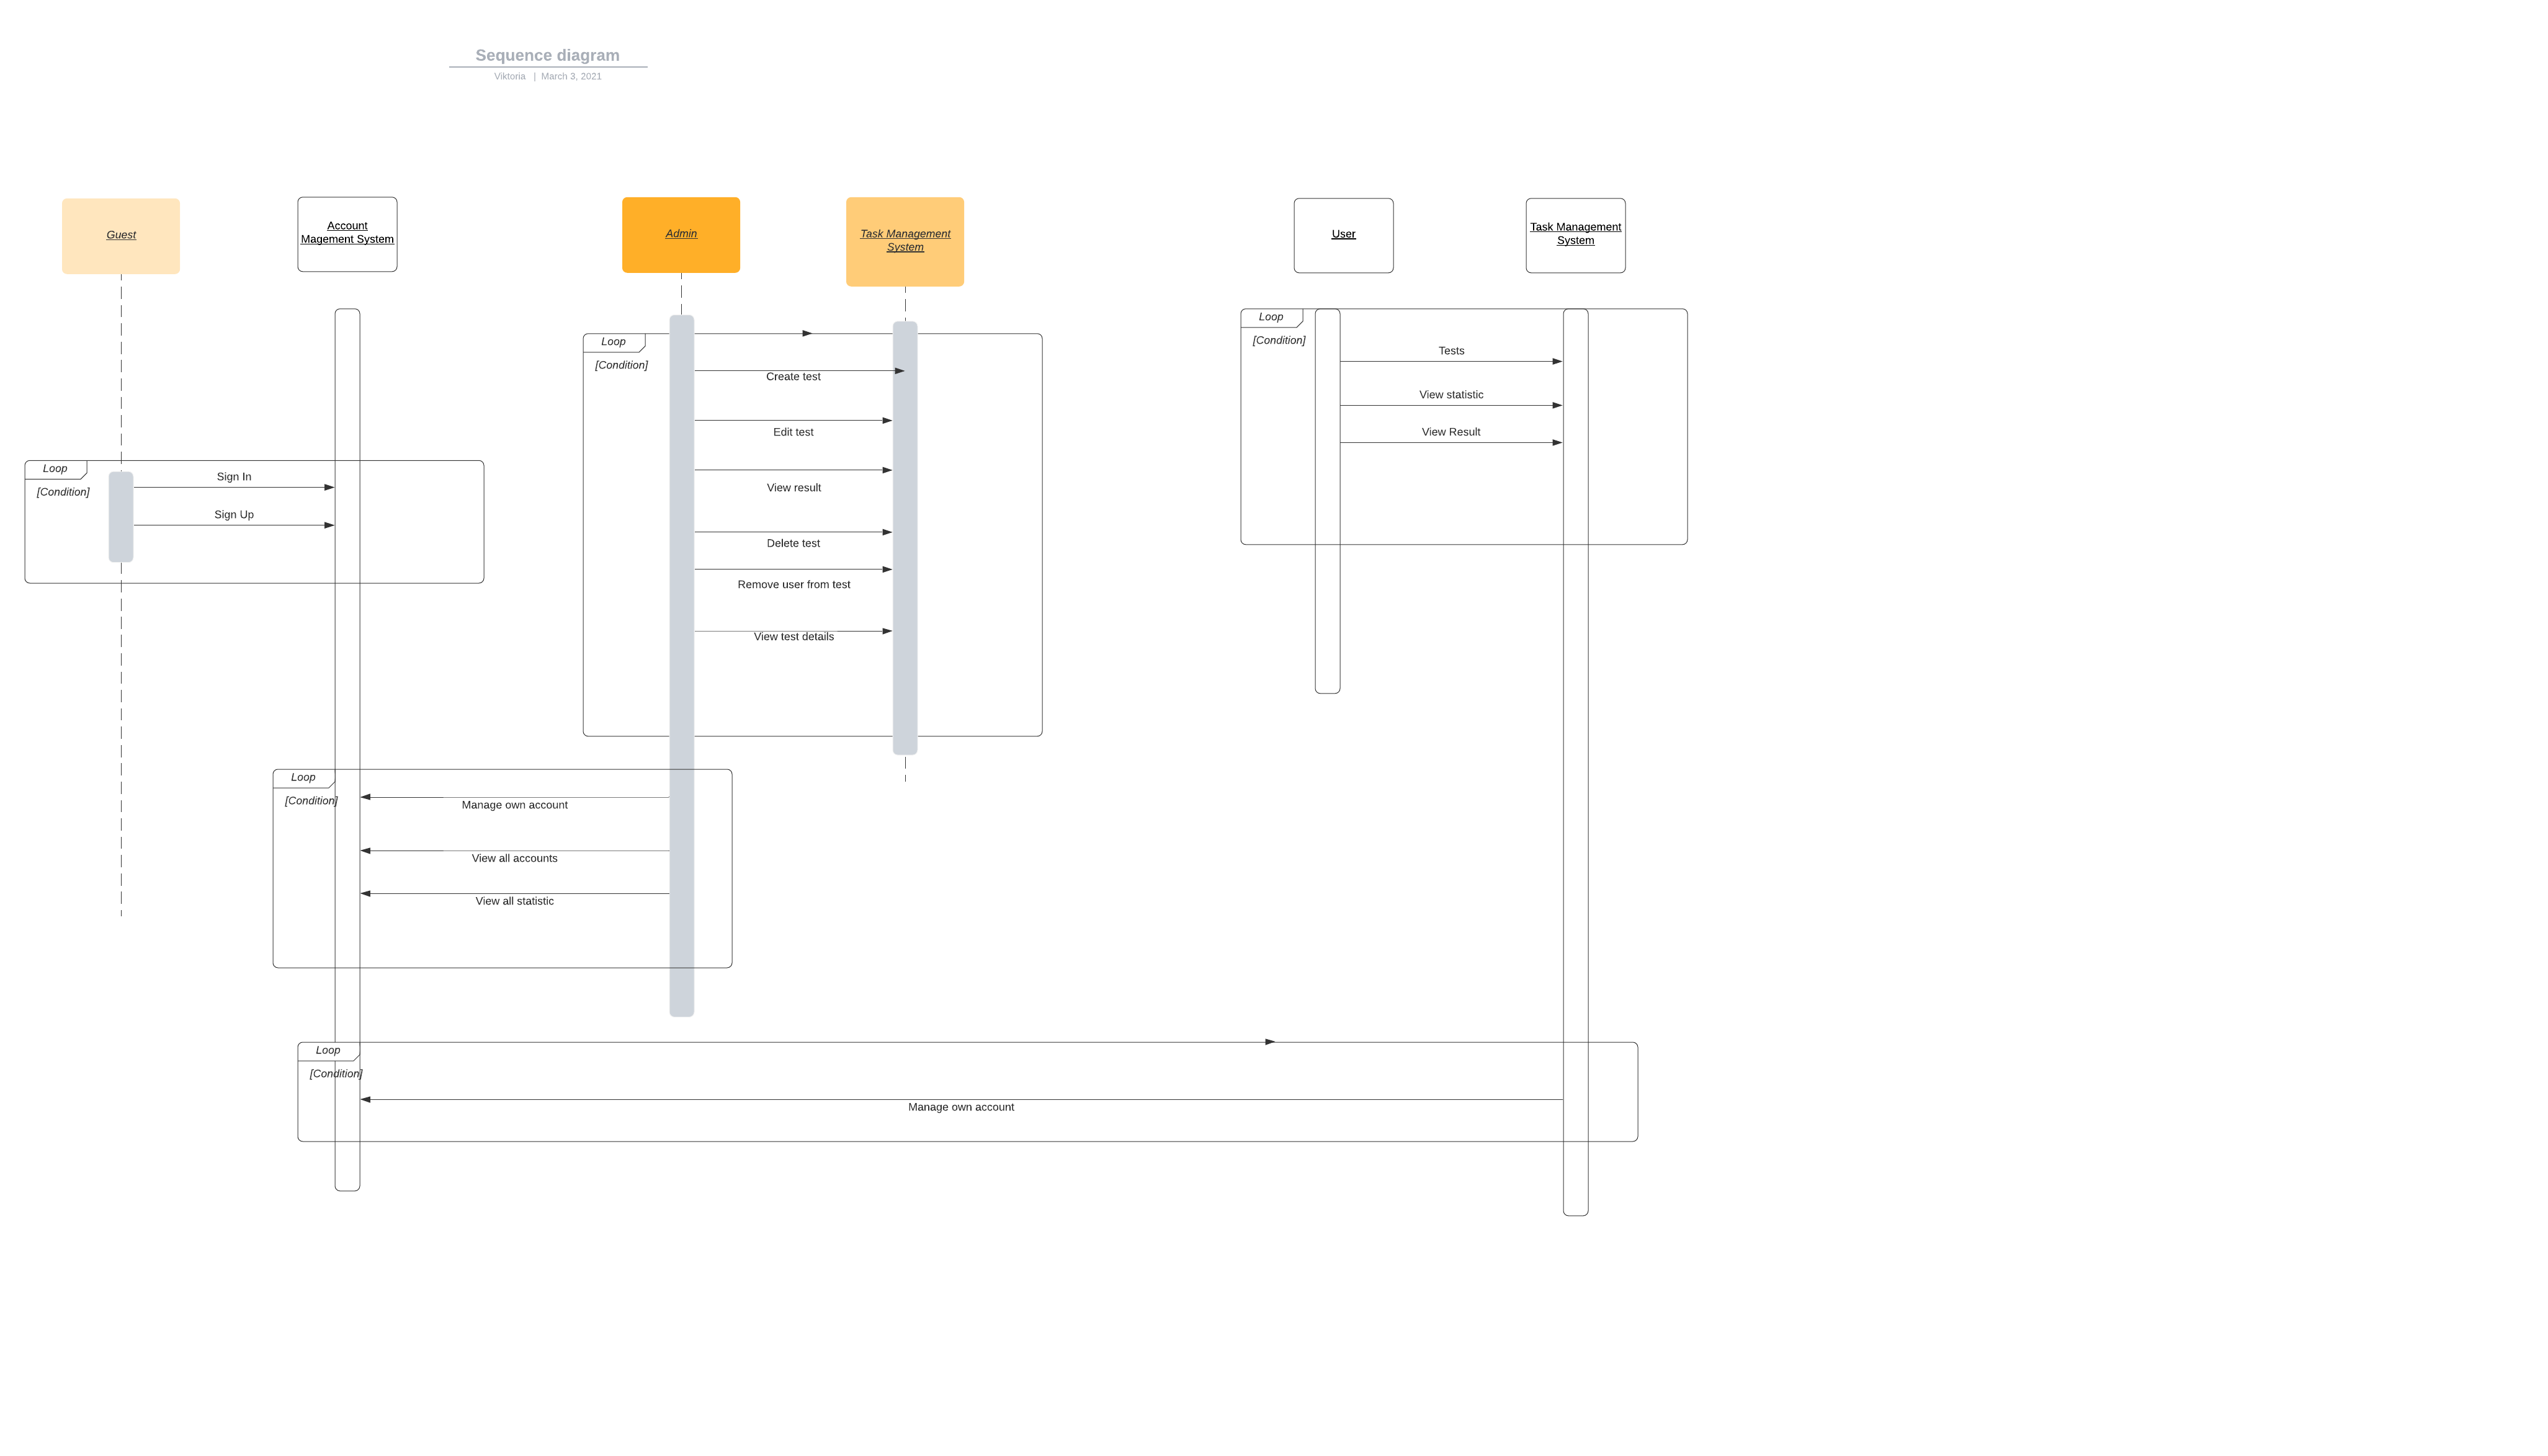 Sequence diagram
Viktoria | March 3, 2021
Guest
Account
Magement System
Admin
Task Management
System
User
Task Management
System
Loop
[Condition]
Sign In
Sign Up
Loop
[Condition]
Create test
Edit test
View result
Delete test
Remove user from test
View test details
Loop
[Condition]
Tests
View statistic
View Result
Loop
[Condition]
Manage own account
View all accounts
View all statistic
Loop
[Condition]
Manage own account